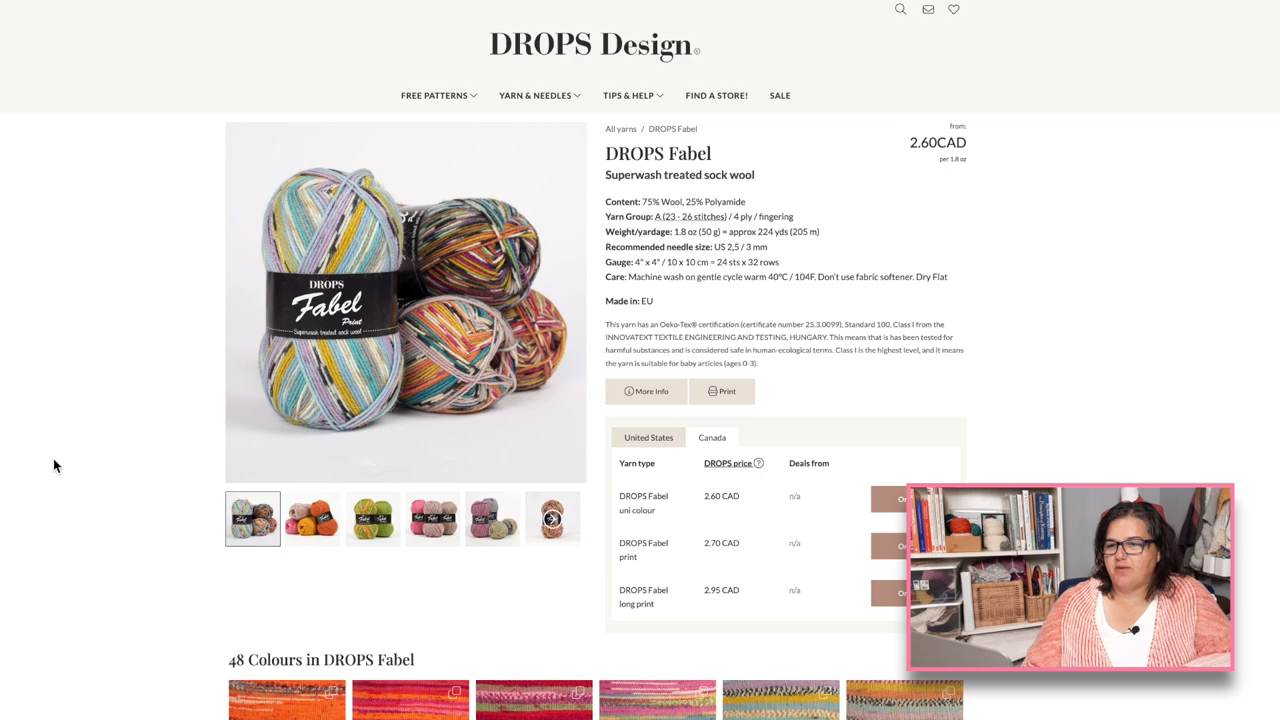 DROPS Design®
FREE PATTERNS
YARN & NEEDLES
TIPS & HELP
FIND A STORE!
SALE
DROPS
Fabel
Print
Superwash treated sock wool
All yarns / DROPS Fabel
from:
2.60CAD
per 1.8 oz
DROPS Fabel
Superwash treated sock wool
Content: 75% Wool, 25% Polyamide
Yarn Group: A (23 - 26 stitches) / 4 ply / fingering
Weight/yardage: 1.8 oz (50 g) = approx 224 yds (205 m)
Recommended needle size: US 2,5 / 3 mm
Gauge: 4" x 4" / 10 x 10 cm = 24 sts x 32 rows
Care: Machine wash on gentle cycle warm 40ºC / 104F. Don't use fabric softener. Dry Flat
Made in: EU
This yarn has an Oeko-Tex® certification (certificate number 25.3.0099), Standard 100, Class I from the
INNOVATEXT TEXTILE ENGINEERING AND TESTING, HUNGARY. This means that is has been tested for
harmful substances and is considered safe in human-ecological terms. Class I is the highest level, and it means
the yarn is suitable for baby articles (ages 0-3).
More Info
Print
United States
Canada
Yarn type DROPS price ? Deals from
DROPS Fabel
uni colour
2.60 CAD
n/a
DROPS Fabel
print
2.70 CAD
n/a
DROPS Fabel
long print
2.95 CAD
n/a
48 Colours in DROPS Fabel